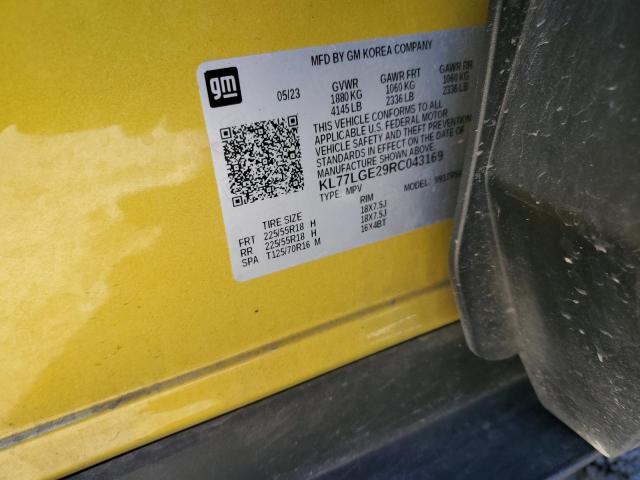 gm
MFD BY GM KOREA COMPANY
05/23
GVWR GAWR FRT GAWR RR
1880 KG 1060 KG 1060 KG
4145 LB 2336 LB 2336 LB
THIS VEHICLE CONFORMS TO ALL
APPLICABLE U.S. FEDERAL MOTOR
VEHICLE SAFETY AND THEFT PREVENTION
STANDARDS IN EFFECT ON THE DATE OF
MANUFACTURE SHOWN ABOVE.
KL77LGE29RC043169
TYPE: MPV MODEL:
TIRE SIZE RIM
FRT 225/55R18 H 18X7.5J
RR 225/55R18 H 18X7.5J
SPA T125/70R16 M 16X4BT